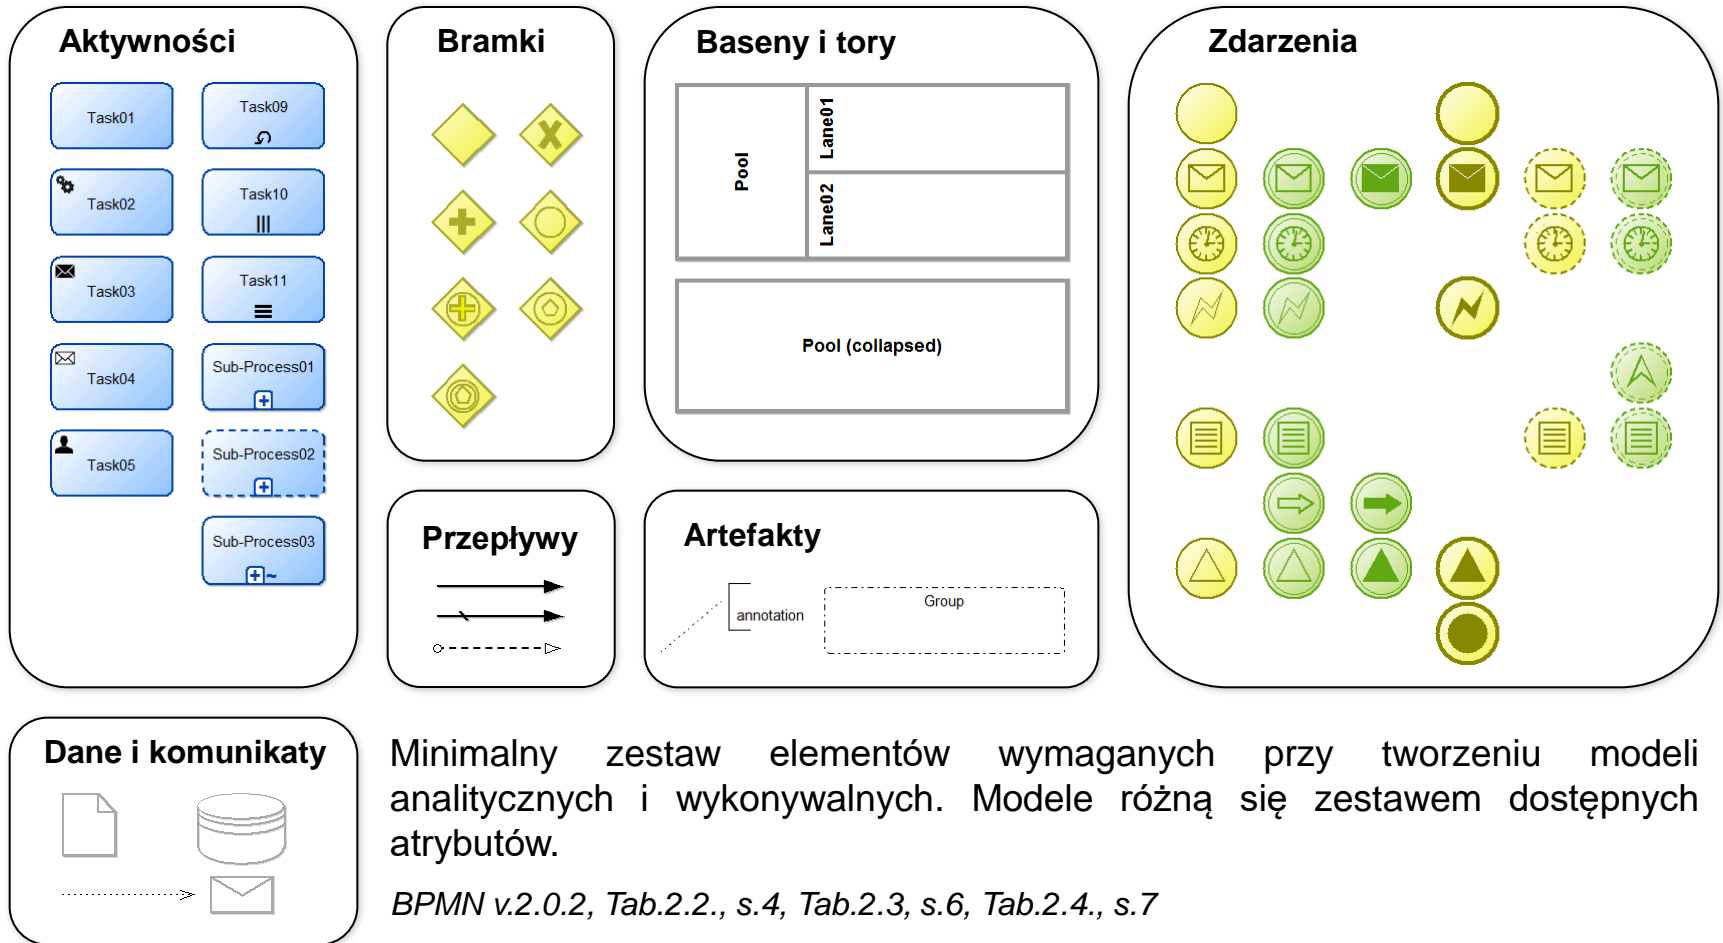 Aktywności
Task01
Task09
Task02
Task10
Task03
Task11
Task04
Sub-Process01
Task05
Sub-Process02
Sub-Process03
Bramki
Baseny i tory
Pool
Lane01
Lane02
Pool (collapsed)
Zdarzenia
Przepływy
Artefakty
annotation
Group
Dane i komunikaty
Minimalny zestaw elementów wymaganych przy tworzeniu modeli
analitycznych i wykonywalnych. Modele różną się zestawem dostępnych
atrybutów.
BPMN v.2.0.2, Tab.2.2., s.4, Tab.2.3, s.6, Tab.2.4., s.7